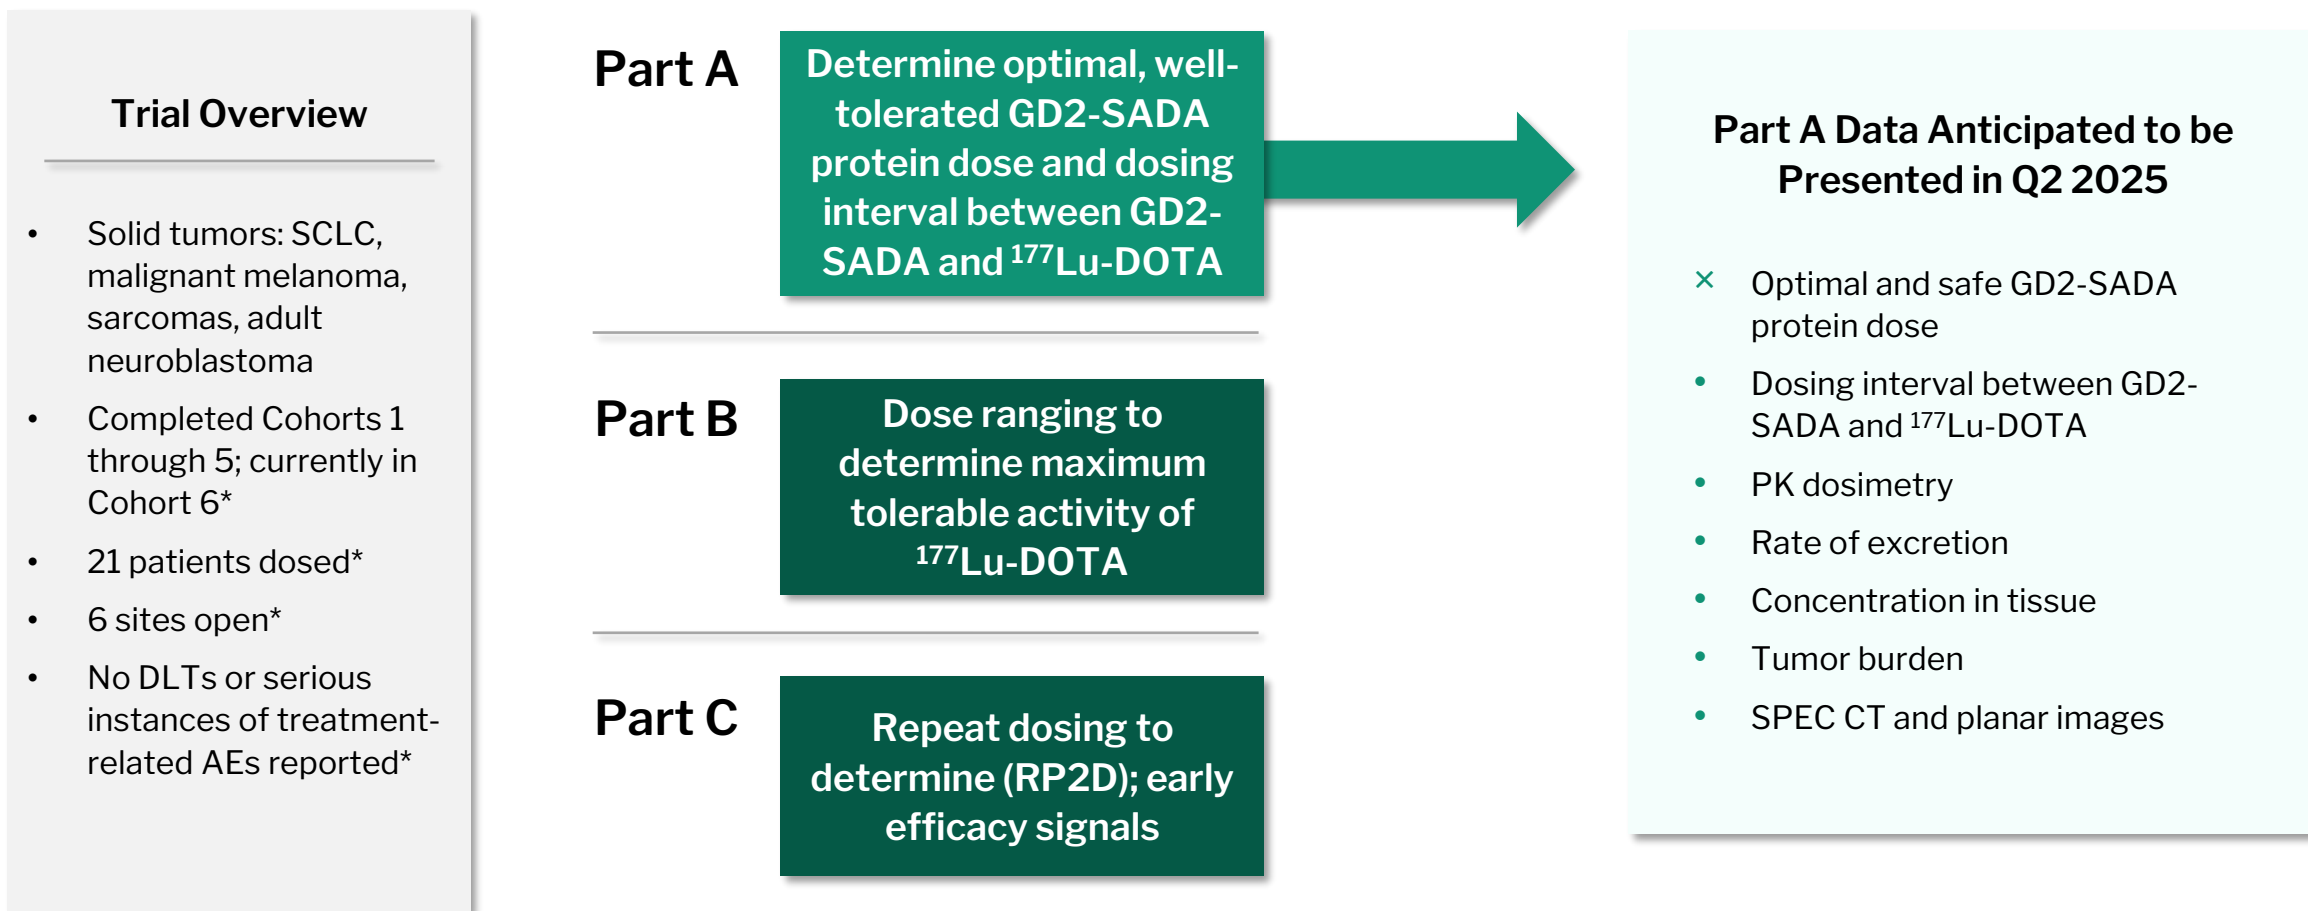 Trial Overview
• Solid tumors: SCLC,
malignant melanoma,
sarcomas, adult
neuroblastoma
• Completed Cohorts 1
through 5; currently in
Cohort 6*
• 21 patients dosed*
• 6 sites open*
• No DLTs or serious
instances of treatment-
related AEs reported*
Part A
Determine optimal, well-
tolerated GD2-SADA
protein dose and dosing
interval between GD2-
SADA and ¹⁷⁷Lu-DOTA
Part B
Dose ranging to
determine maximum
tolerable activity of
¹⁷⁷Lu-DOTA
Part C
Repeat dosing to
determine (RP2D); early
efficacy signals
Part A Data Anticipated to be
Presented in Q2 2025
× Optimal and safe GD2-SADA
protein dose
• Dosing interval between GD2-
SADA and ¹⁷⁷Lu-DOTA
• PK dosimetry
• Rate of excretion
• Concentration in tissue
• Tumor burden
• SPEC CT and planar images